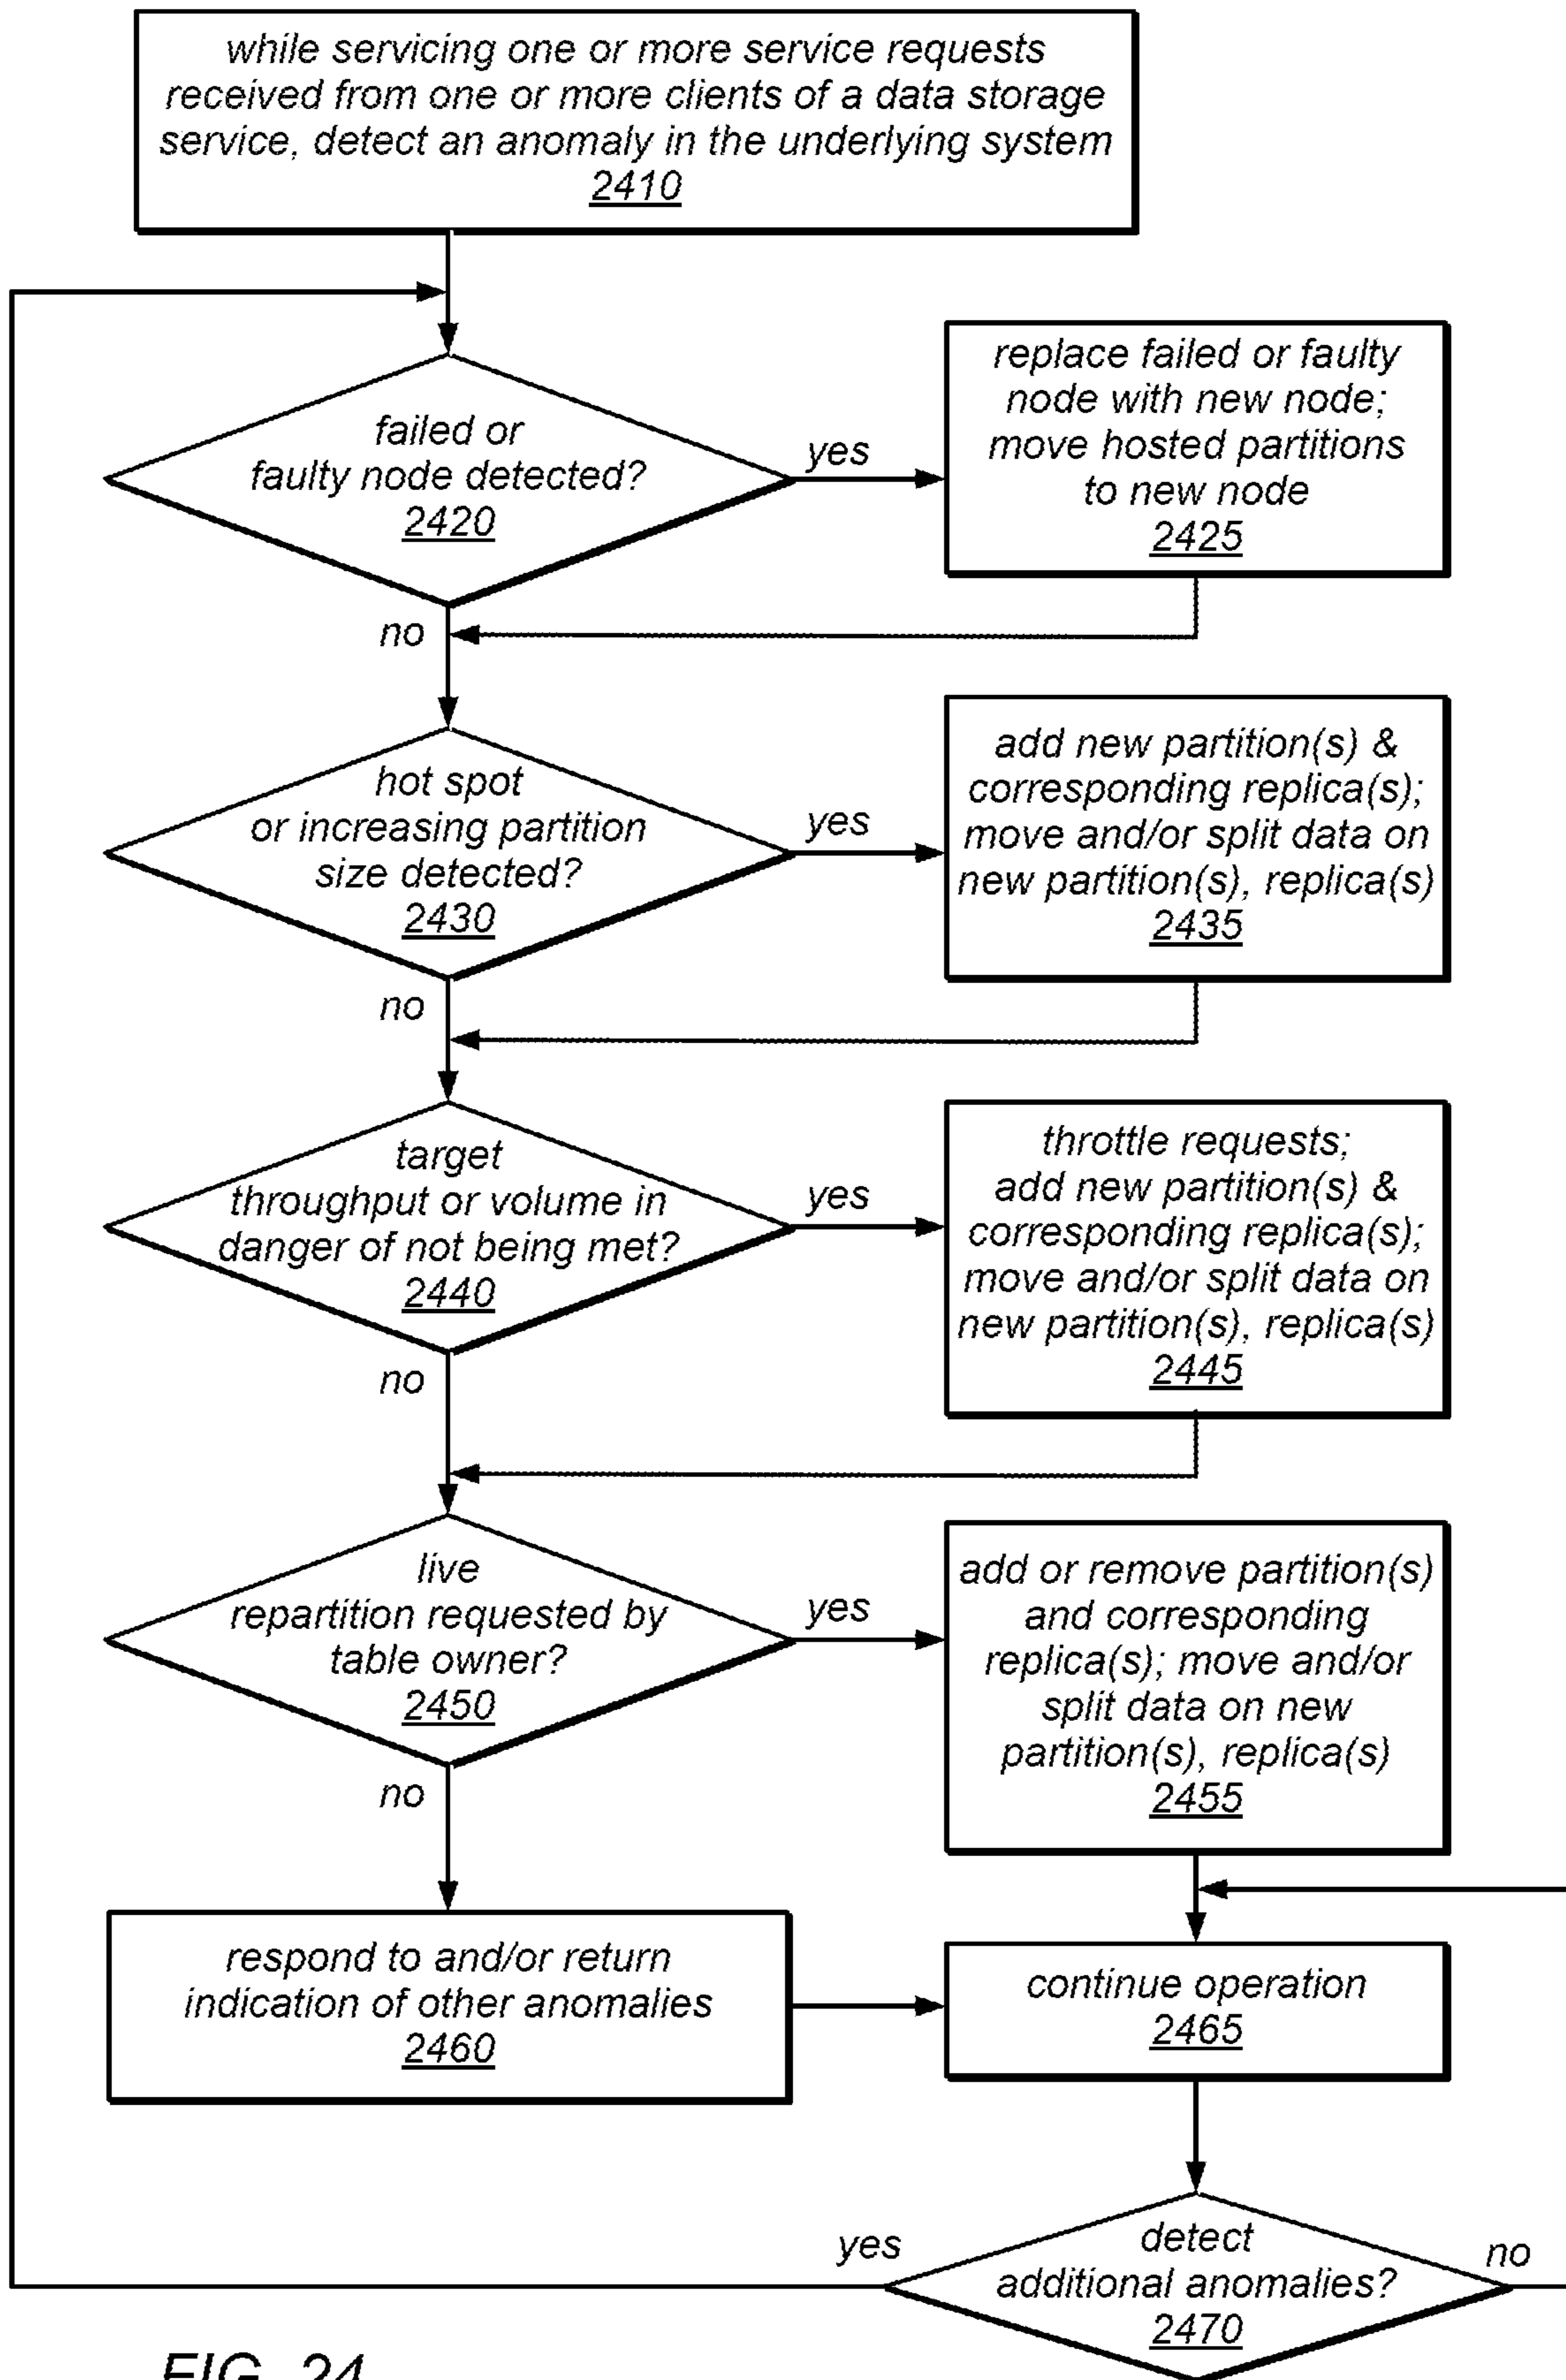 while servicing one or more service requests
received from one or more clients of a data storage
service, detect an anomaly in the underlying system
2410
failed or
faulty node detected?
2420
yes
no
replace failed or faulty
node with new node;
move hosted partitions
to new node
2425
hot spot
or increasing partition
size detected?
2430
yes
no
add new partition(s) &
corresponding replica(s);
move and/or split data on
new partition(s), replica(s)
2435
target
throughput or volume in
danger of not being met?
2440
yes
no
throttle requests;
add new partition(s) &
corresponding replica(s);
move and/or split data on
new partition(s), replica(s)
2445
live
repartition requested by
table owner?
2450
yes
no
add or remove partition(s)
and corresponding
replica(s); move and/or
split data on new
partition(s), replica(s)
2455
respond to and/or return
indication of other anomalies
2460
continue operation
2465
yes
detect
additional anomalies?
2470
no
FIG. 24